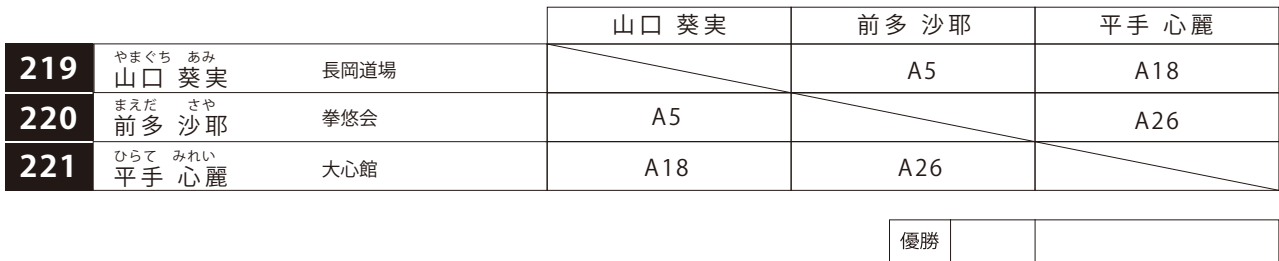 山口 葵実 前多 沙耶 平手 心麗
219 やまぐち あみ 山口 葵実 長岡道場 A5 A18
220 まえだ さや 前多 沙耶 拳悠会 A5 A26
221 ひらて みれい 平手 心麗 大心館 A18 A26
優勝